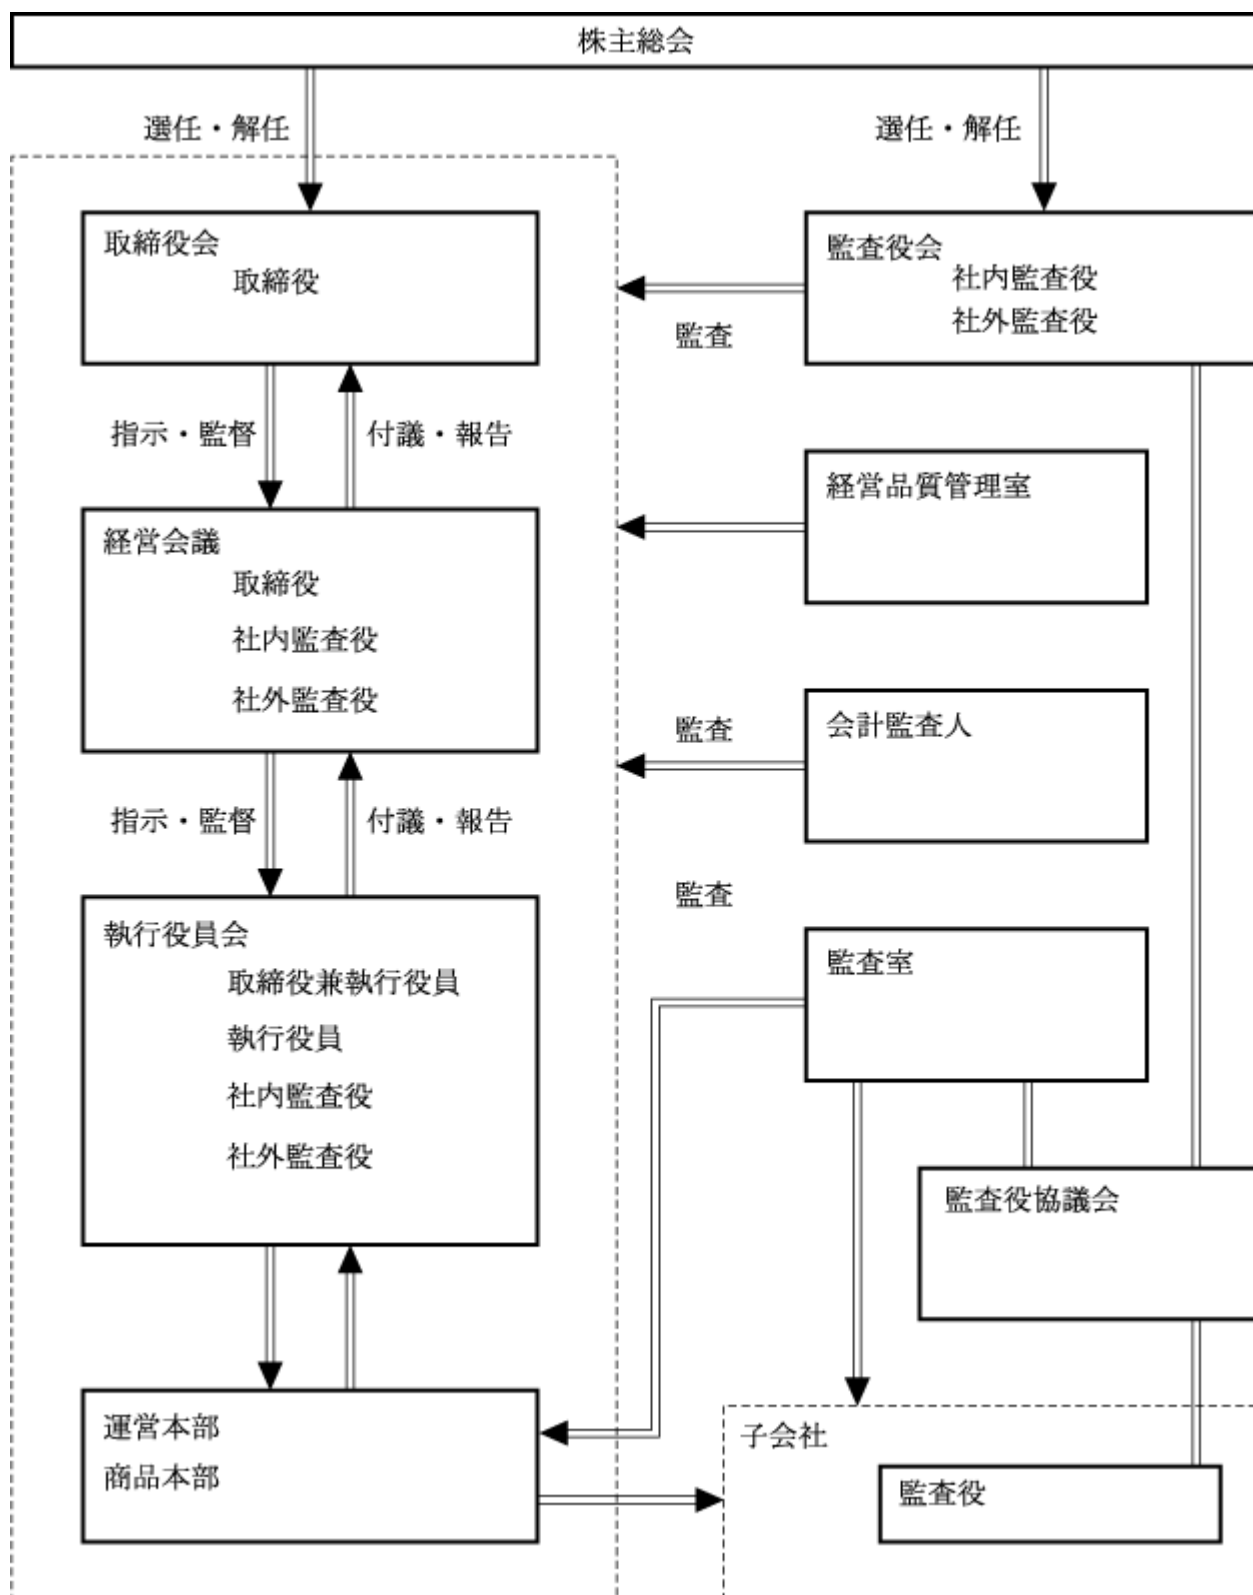 株主総会
選任・解任
選任・解任
取締役会
取締役
監査役会
社内監査役
社外監査役
監査
指示・監督
付議・報告
経営品質管理室
経営会議
取締役
社内監査役
社外監査役
監査
会計監査人
指示・監督
付議・報告
監査
執行役員会
取締役兼執行役員
執行役員
社内監査役
社外監査役
監査室
監査役協議会
運営本部
商品本部
子会社
監査役